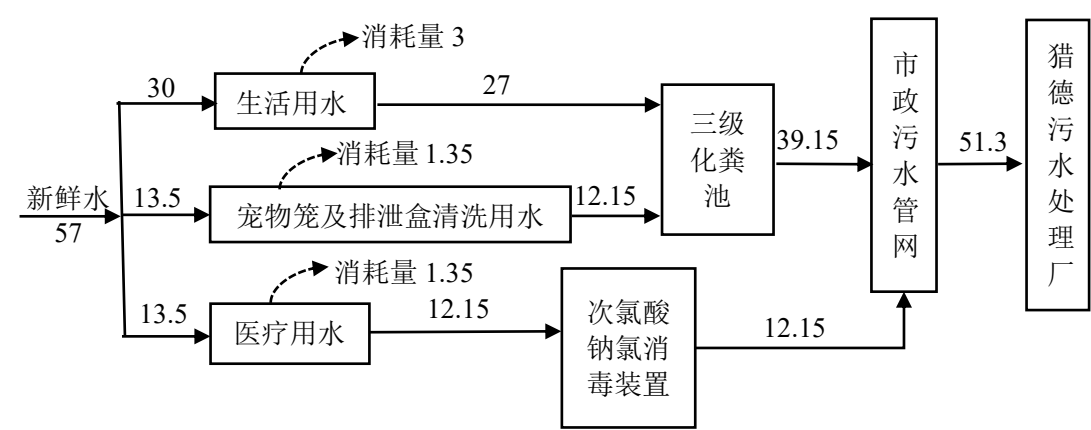 消耗量 3
30
生活用水
27
消耗量 1.35
新鲜水
57
13.5
宠物笼及排泄盒清洗用水
12.15
三级
化粪
池
39.15
市政污水管网
51.3
猎德污水处理厂
消耗量 1.35
13.5
医疗用水
12.15
次氯酸
钠氯消
毒装置
12.15